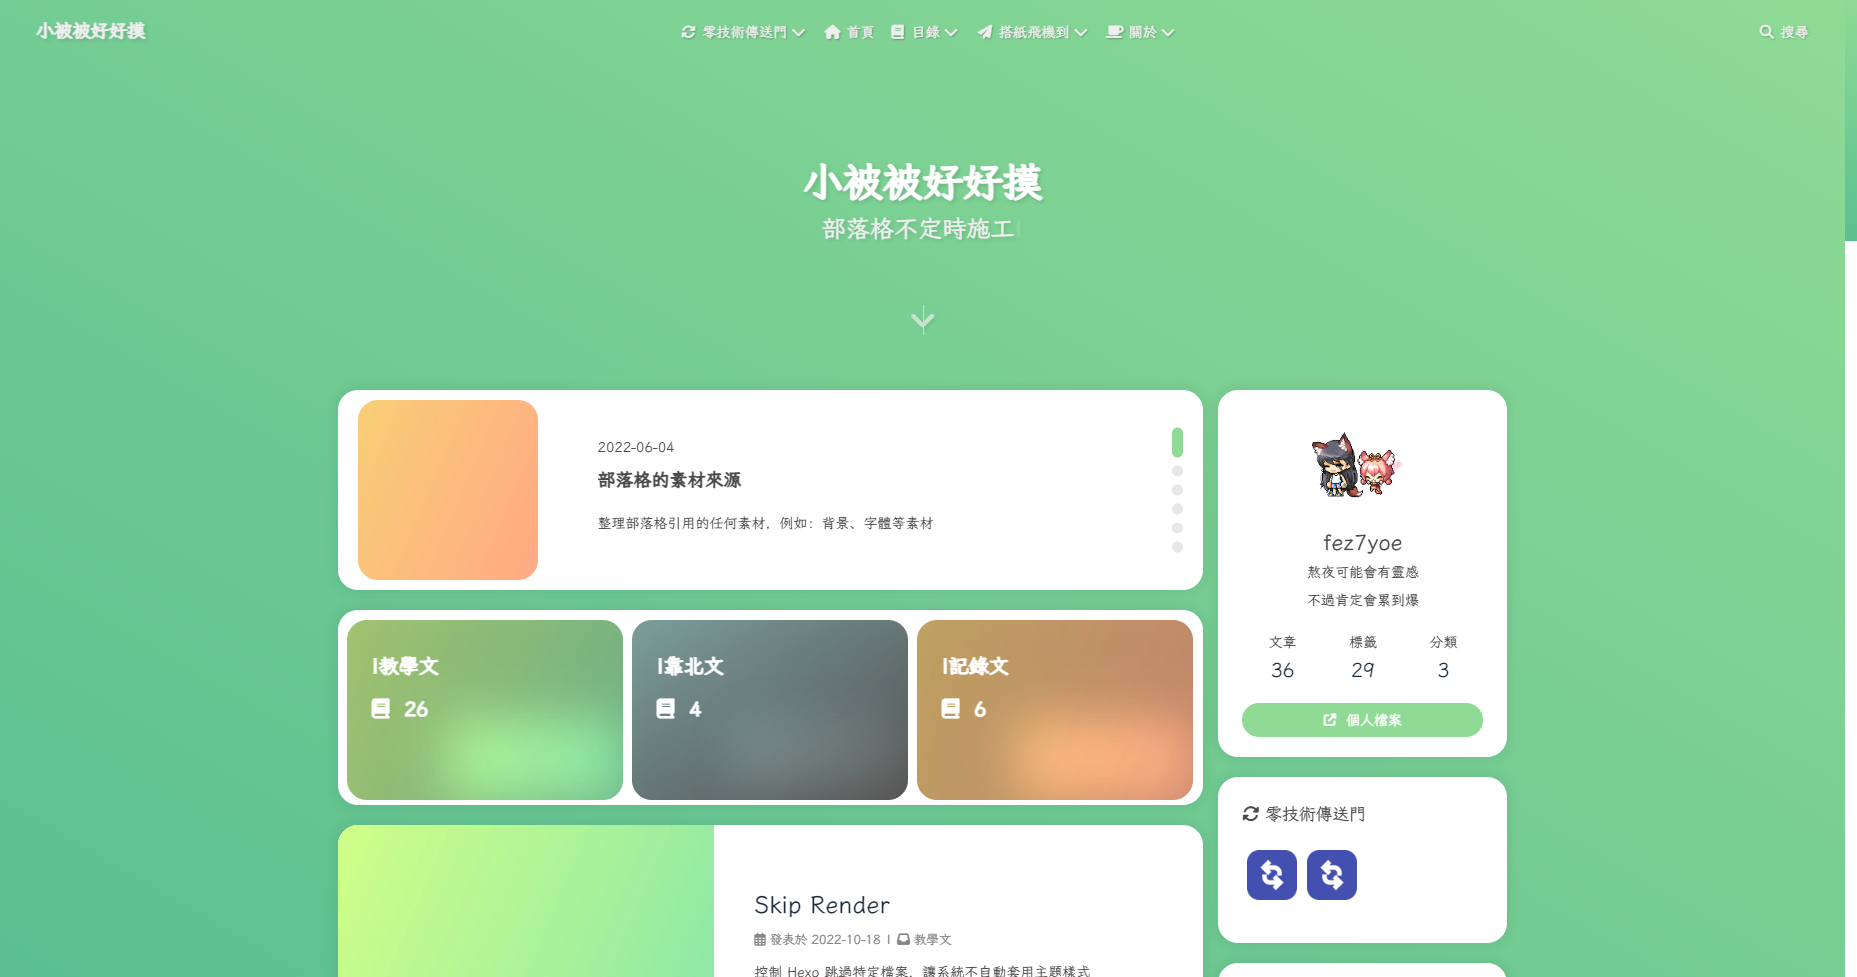 小被被好好摸
零技術傳送門
首頁
目錄
搭紙飛機到
關於
搜尋
小被被好好摸
部落格不定時施工
2022-06-04
部落格的素材來源
整理部落格引用的任何素材，例如：背景、字體等素材
|教學文
26
|靠北文
4
|記錄文
6
Skip Render
發表於 2022-10-18 | 教學文
控制 Hexo 跳過特定檔案，讓系統不自動套用主題樣式
fez7yoe
熬夜可能會有靈感
不過肯定會累到爆
文章 標籤 分類
36 29 3
個人檔案
零技術傳送門